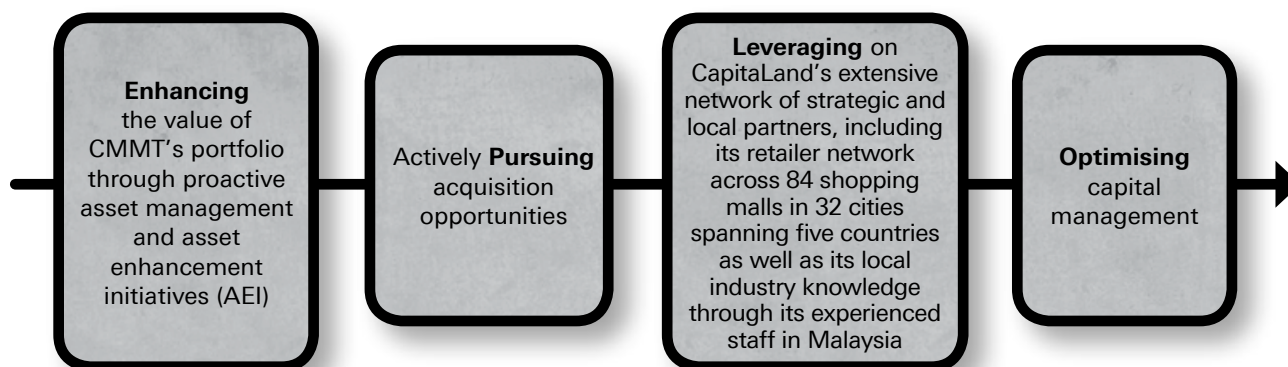 Enhancing
the value of
CMMT's portfolio
through proactive
asset management
and asset
enhancement
initiatives (AEI)
Actively Pursuing
acquisition
opportunities
Leveraging on
CapitaLand's extensive
network of strategic and
local partners, including
its retailer network
across 84 shopping
malls in 32 cities
spanning five countries
as well as its local
industry knowledge
through its experienced
staff in Malaysia
Optimising
capital
management